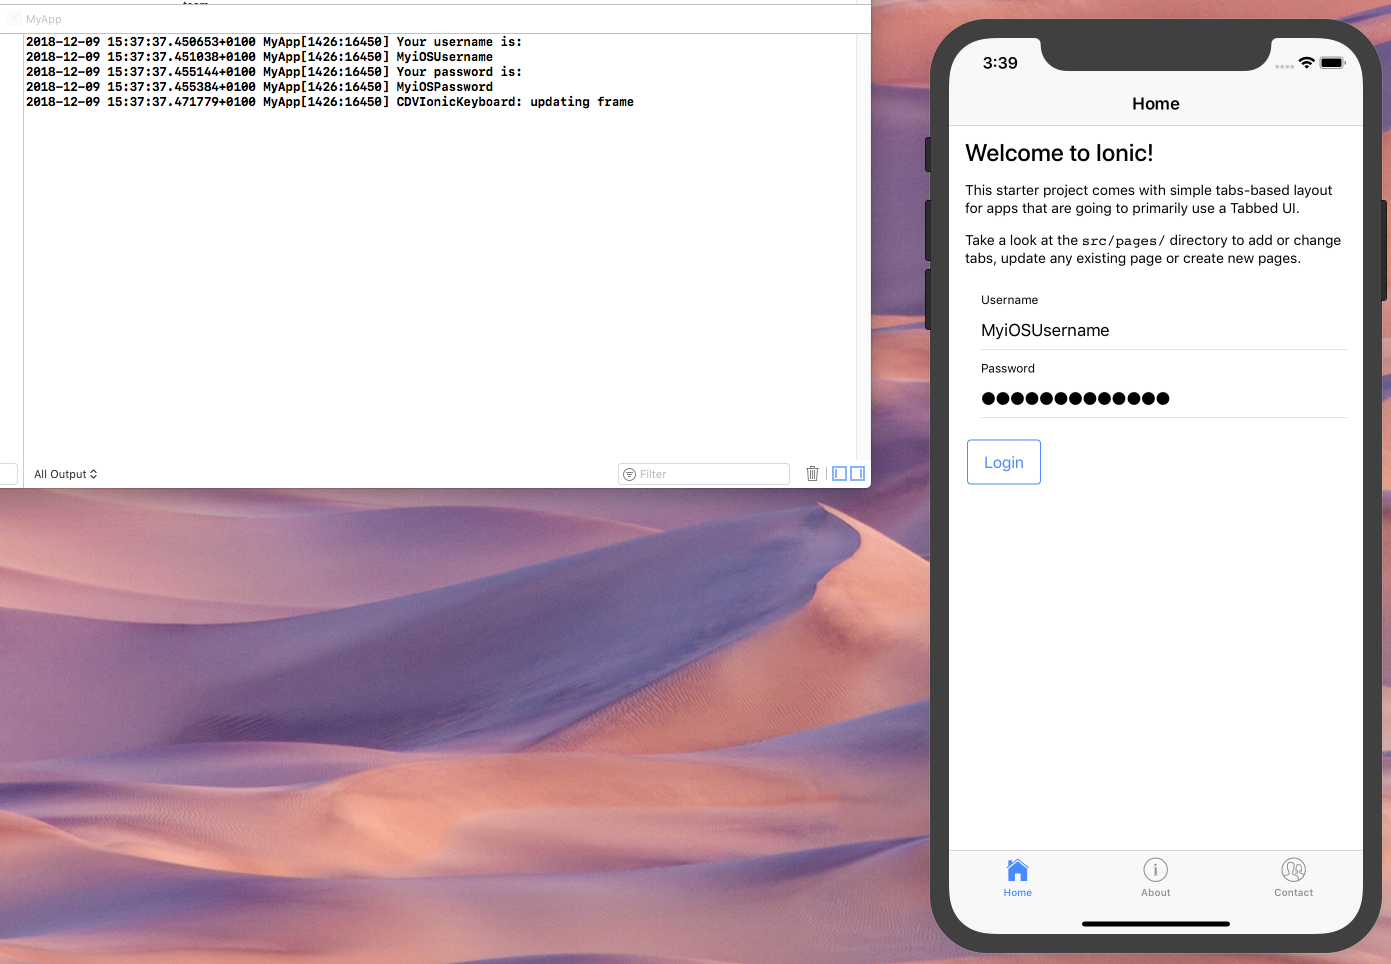 MyApp
2018-12-09 15:37:37.450653+0100 MyApp[1426:16450] Your username is:
2018-12-09 15:37:37.451038+0100 MyApp[1426:16450] MyiOSUsername
2018-12-09 15:37:37.455144+0100 MyApp[1426:16450] Your password is:
2018-12-09 15:37:37.455384+0100 MyApp[1426:16450] MyiOSPassword
2018-12-09 15:37:37.471779+0100 MyApp[1426:16450] CDVIonicKeyboard: updating frame
All Output
Filter
3:39
Home
Welcome to Ionic!
This starter project comes with simple tabs-based layout
for apps that are going to primarily use a Tabbed UI.
Take a look at the src/pages/ directory to add or change
tabs, update any existing page or create new pages.
Username
MyiOSUsername
Password
●●●●●●●●●●●●●
Login
Home
About
Contact